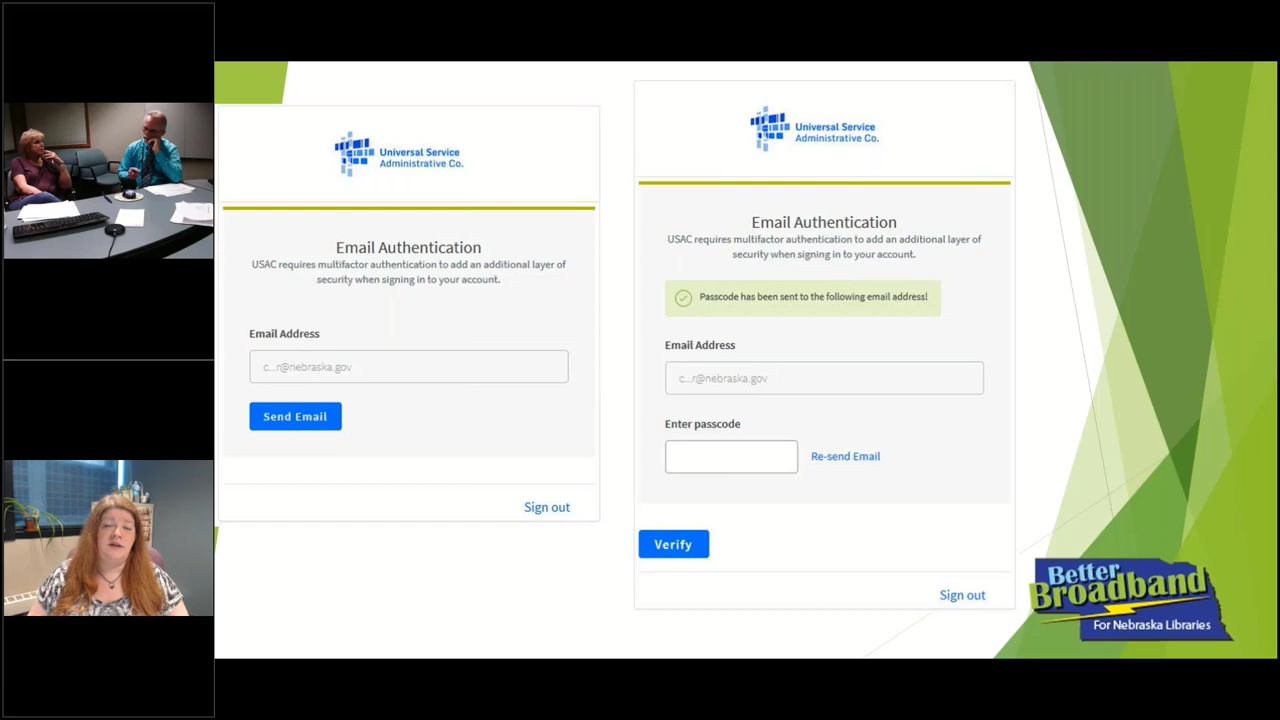 Universal Service
Administrative Co.
Email Authentication
USAC requires multifactor authentication to add an additional layer of
security when signing in to your account.
Email Address
c...r@nebraska.gov
Send Email
Sign out
Universal Service
Administrative Co.
Email Authentication
USAC requires multifactor authentication to add an additional layer of
security when signing in to your account.
Passcode has been sent to the following email address!
Email Address
c...r@nebraska.gov
Enter passcode
Re-send Email
Verify
Sign out
Better
Broadband
For Nebraska Libraries